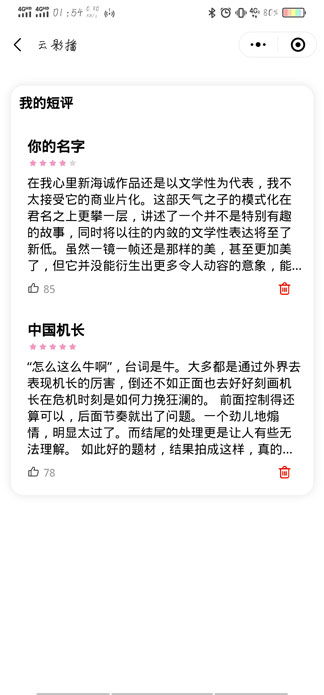 01:54
4G 80%
云影播
我的短评
你的名字
在我心里新海诚作品还是以文学性为代表，我不
太接受它的商业片化。这部天气之子的模式化在
君名之上更攀一层，讲述了一个并不是特别有趣
的故事，同时将以往的内敛的文学性表达将至了
新低。虽然一镜一帧还是那样的美，甚至更加美
了，但它并没能衍生出更多令人动容的意象，能...
85
中国机长
“怎么这么牛啊”，台词是牛。大多都是通过外界去
表现机长的厉害，倒还不如正面也去好好刻画机
长在危机时刻是如何力挽狂澜的。 前面控制得还
算可以，后面节奏就出了问题。一个劲儿地煽
情，明显太过了。而结尾的处理更是让人有些无
法理解。 如此好的题材，结果拍成这样，真的...
78